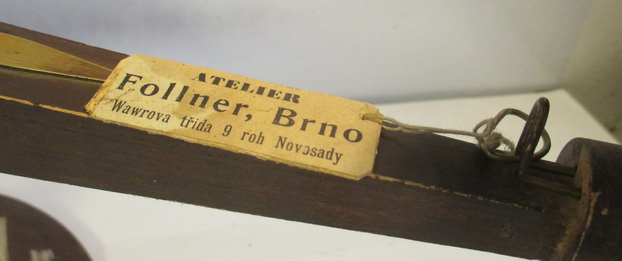 ATELIER
Follner, Brno
Wawrova třída 9 roh Novosady